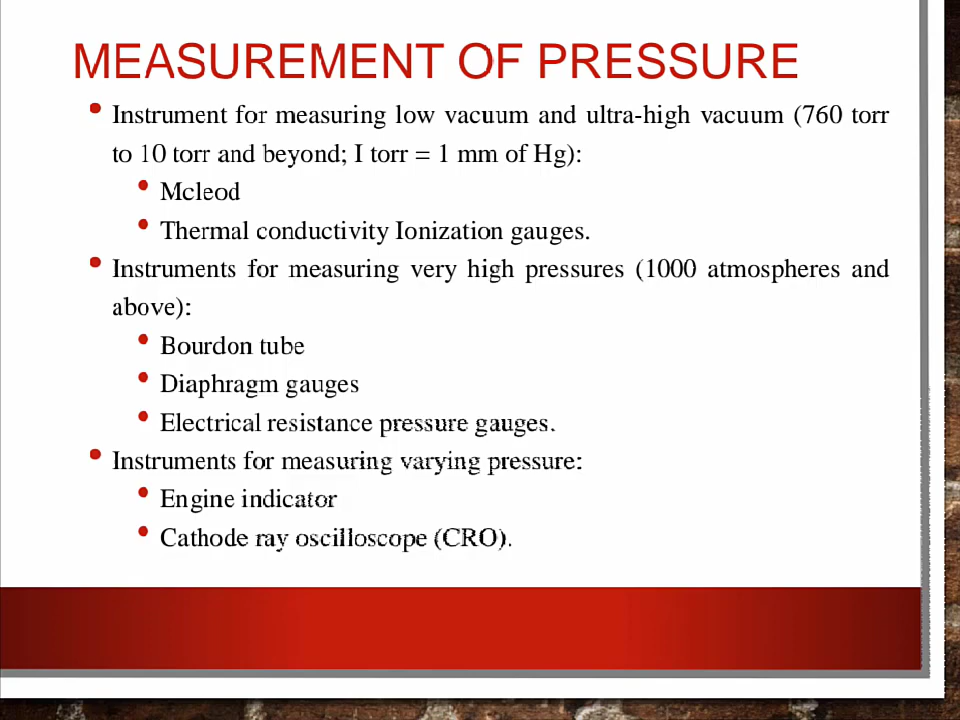 MEASUREMENT OF PRESSURE
• Instrument for measuring low vacuum and ultra-high vacuum (760 torr
to 10 torr and beyond; I torr = 1 mm of Hg):
• Mcleod
• Thermal conductivity Ionization gauges.
• Instruments for measuring very high pressures (1000 atmospheres and
above):
• Bourdon tube
• Diaphragm gauges
• Electrical resistance pressure gauges.
• Instruments for measuring varying pressure:
• Engine indicator
• Cathode ray oscilloscope (CRO).